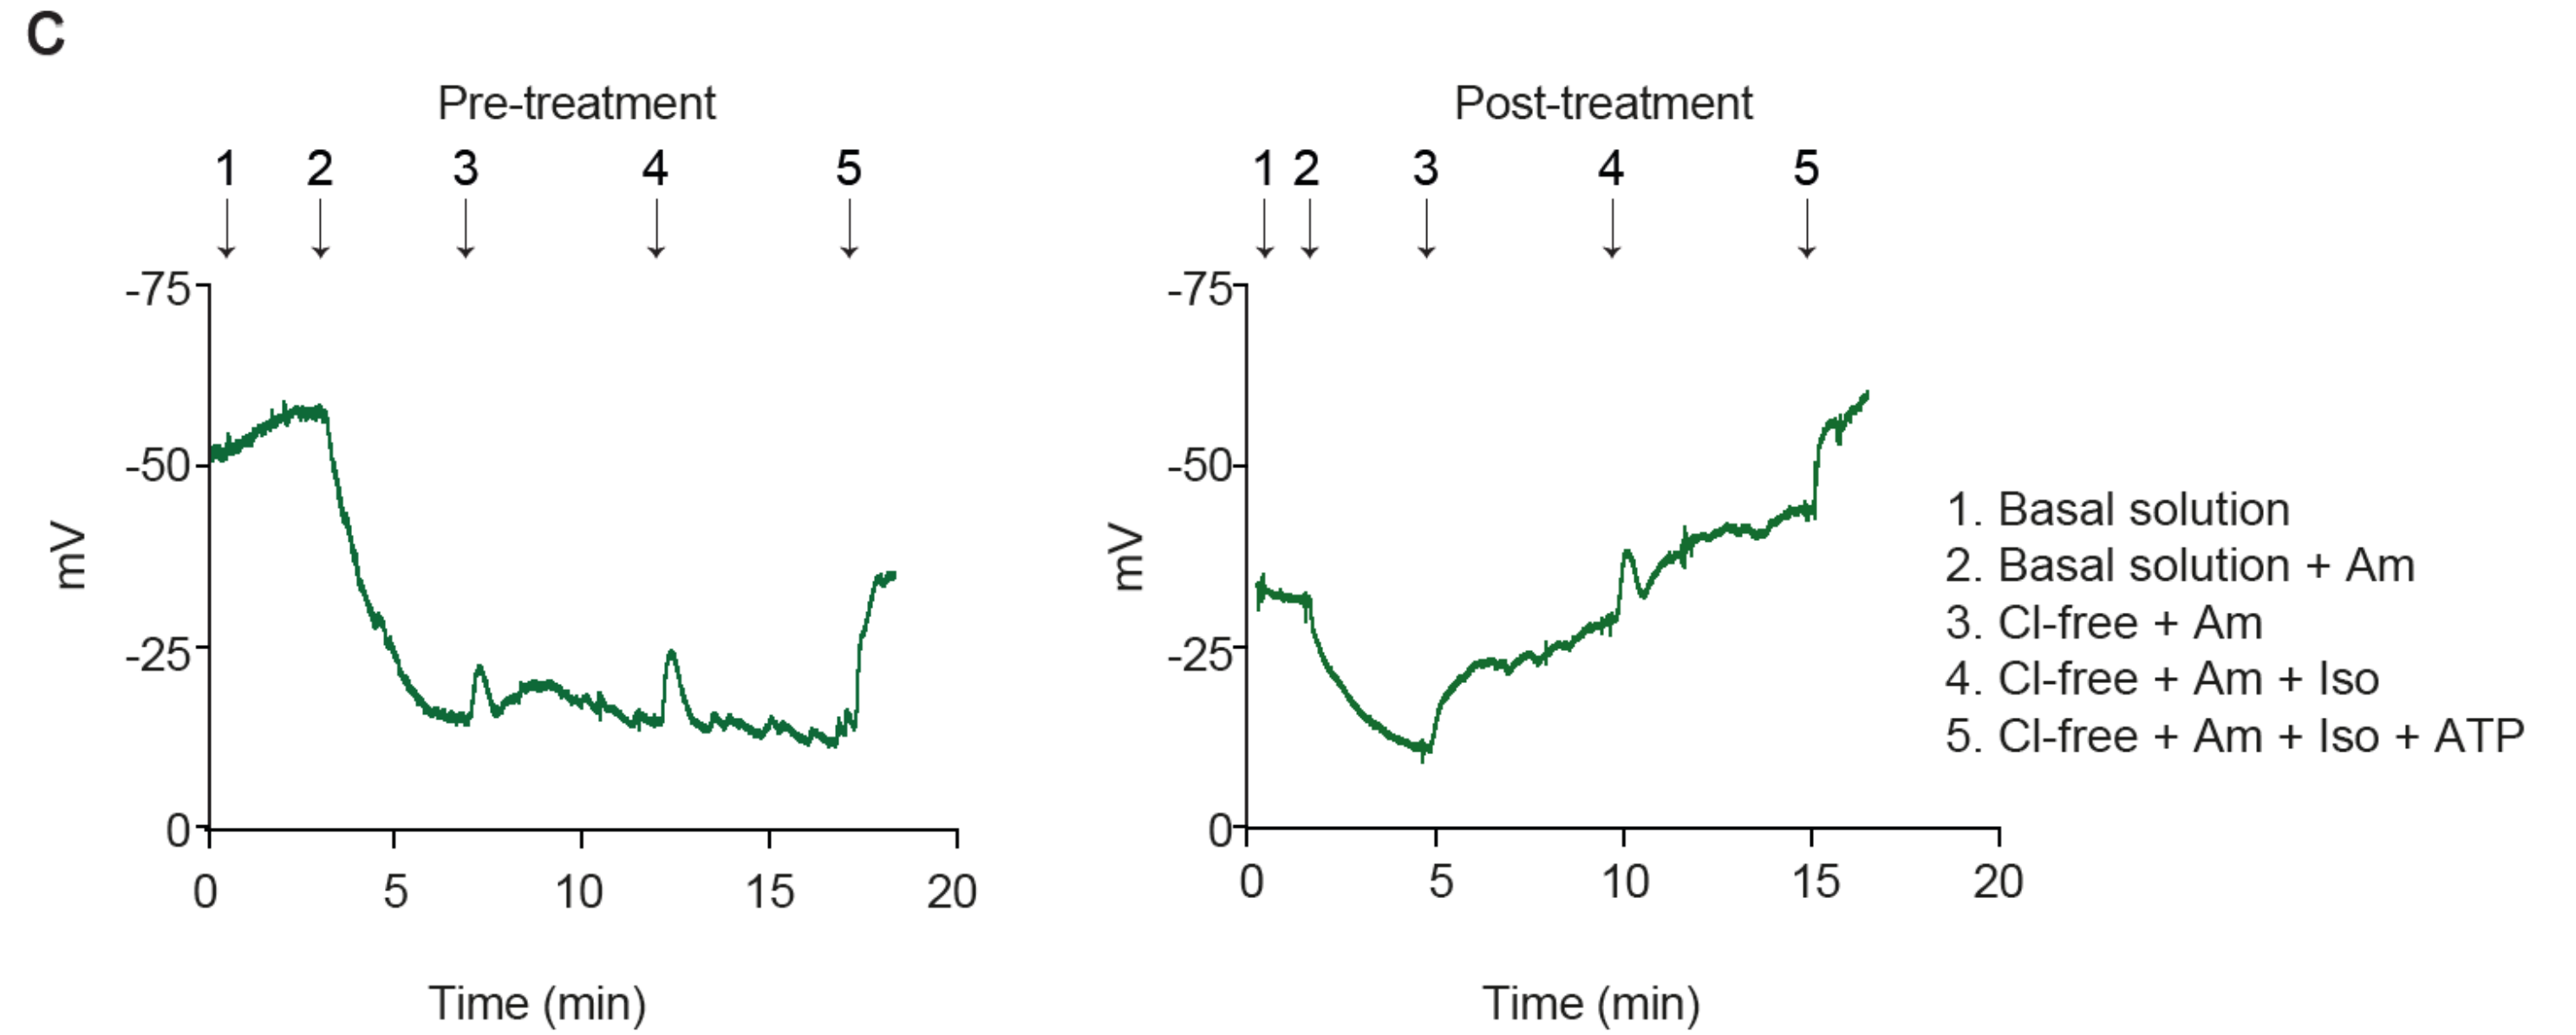 C
Pre-treatment
1 2 3 4 5
-75
-50
-25
0
mV
0 5 10 15 20
Time (min)
Post-treatment
1 2 3 4 5
-75
-50
-25
0
mV
0 5 10 15 20
Time (min)
1. Basal solution
2. Basal solution + Am
3. Cl-free + Am
4. Cl-free + Am + Iso
5. Cl-free + Am + Iso + ATP